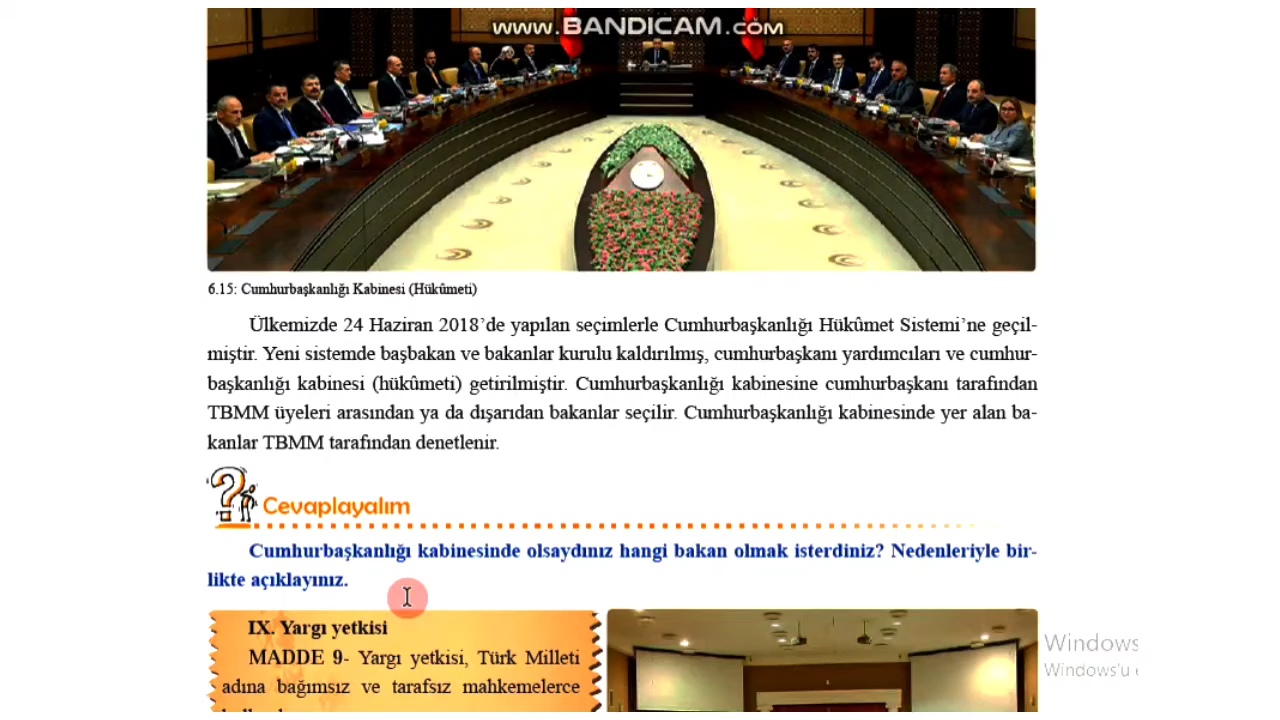 www.BANDICAM.com
6.15: Cumhurbaşkanlığı Kabinesi (Hükûmeti)
Ülkemizde 24 Haziran 2018’de yapılan seçimlerle Cumhurbaşkanlığı Hükûmet Sistemi’ne geçil-
miştir. Yeni sistemde başbakan ve bakanlar kurulu kaldırılmış, cumhurbaşkanı yardımcıları ve cumhur-
başkanlığı kabinesi (hükûmeti) getirilmiştir. Cumhurbaşkanlığı kabinesine cumhurbaşkanı tarafından
TBMM üyeleri arasından ya da dışarıdan bakanlar seçilir. Cumhurbaşkanlığı kabinesinde yer alan ba-
kanlar TBMM tarafından denetlenir.
Cevaplayalım
Cumhurbaşkanlığı kabinesinde olsaydınız hangi bakan olmak isterdiniz? Nedenleriyle bir-
likte açıklayınız.
IX. Yargı yetkisi
MADDE 9- Yargı yetkisi, Türk Milleti
adına bağımsız ve tarafsız mahkemelerce
Windows
Windows'u